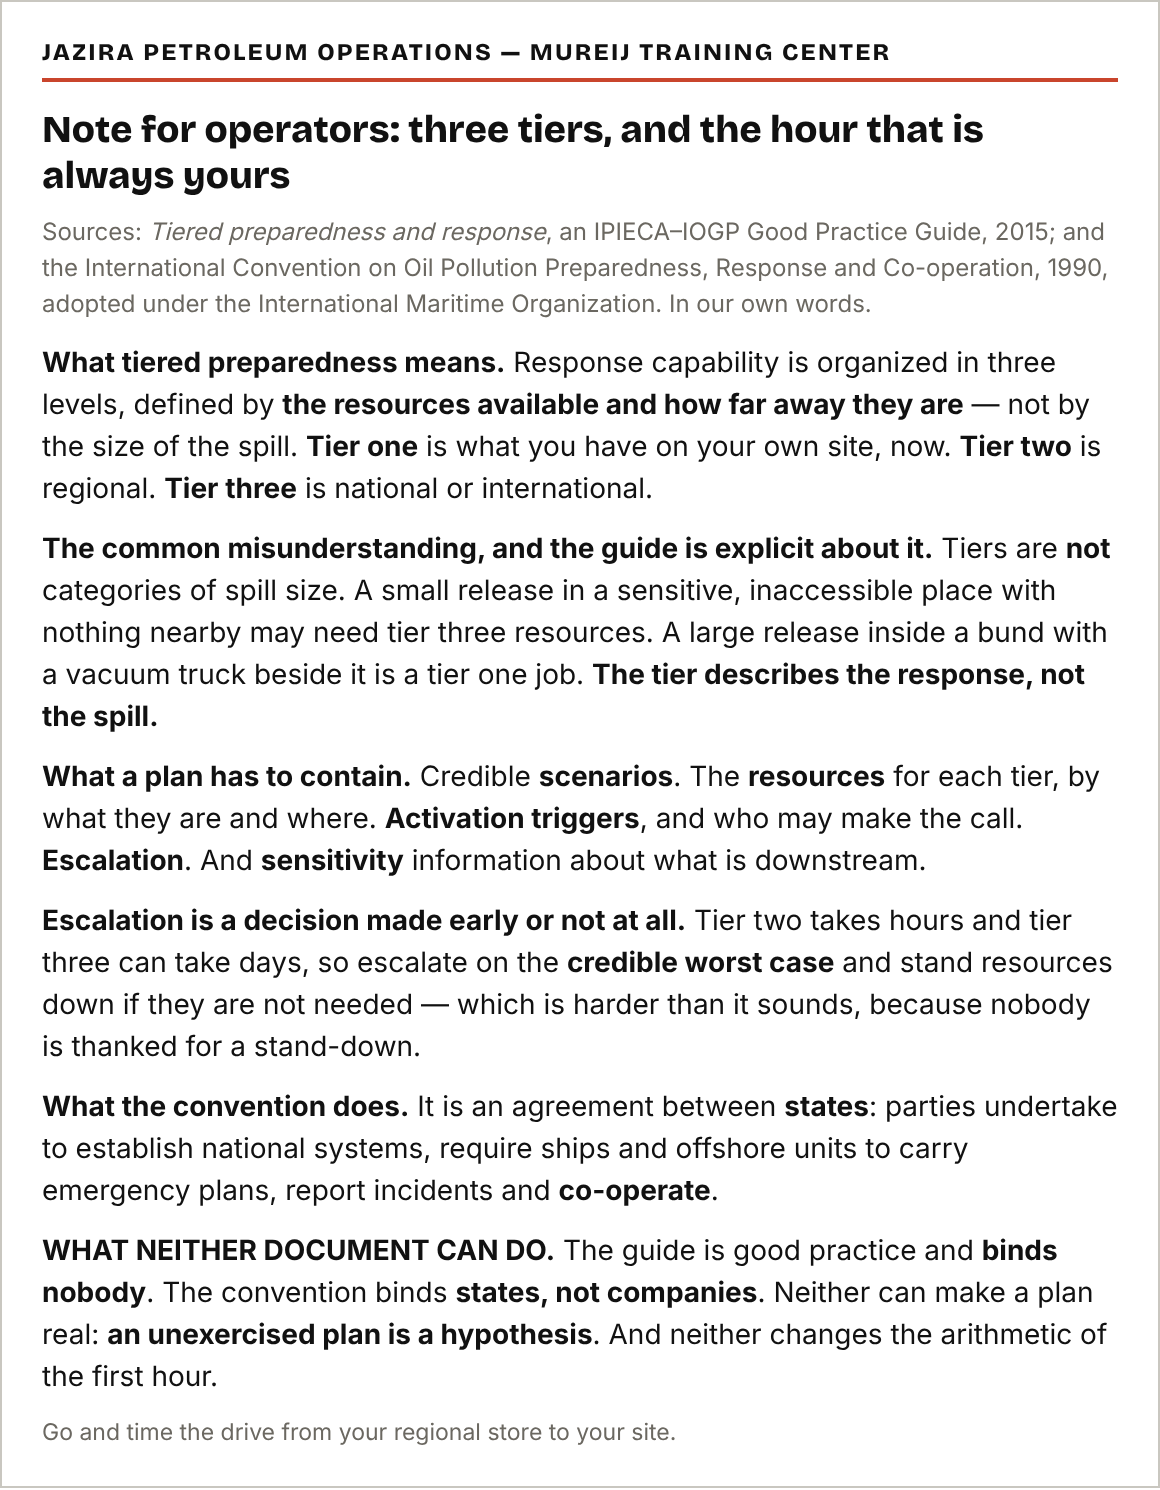 JAZIRA PETROLEUM OPERATIONS — MUREIJ TRAINING CENTER
Note for operators: three tiers, and the hour that is
always yours
Sources: Tiered preparedness and response, an IPIECA–IOGP Good Practice Guide, 2015; and
the International Convention on Oil Pollution Preparedness, Response and Co-operation, 1990,
adopted under the International Maritime Organization. In our own words.
What tiered preparedness means. Response capability is organized in three
levels, defined by the resources available and how far away they are — not by
the size of the spill. Tier one is what you have on your own site, now. Tier two is
regional. Tier three is national or international.
The common misunderstanding, and the guide is explicit about it. Tiers are not
categories of spill size. A small release in a sensitive, inaccessible place with
nothing nearby may need tier three resources. A large release inside a bund with
a vacuum truck beside it is a tier one job. The tier describes the response, not
the spill.
What a plan has to contain. Credible scenarios. The resources for each tier, by
what they are and where. Activation triggers, and who may make the call.
Escalation. And sensitivity information about what is downstream.
Escalation is a decision made early or not at all. Tier two takes hours and tier
three can take days, so escalate on the credible worst case and stand resources
down if they are not needed — which is harder than it sounds, because nobody
is thanked for a stand-down.
What the convention does. It is an agreement between states: parties undertake
to establish national systems, require ships and offshore units to carry
emergency plans, report incidents and co-operate.
WHAT NEITHER DOCUMENT CAN DO. The guide is good practice and binds
nobody. The convention binds states, not companies. Neither can make a plan
real: an unexercised plan is a hypothesis. And neither changes the arithmetic of
the first hour.
Go and time the drive from your regional store to your site.